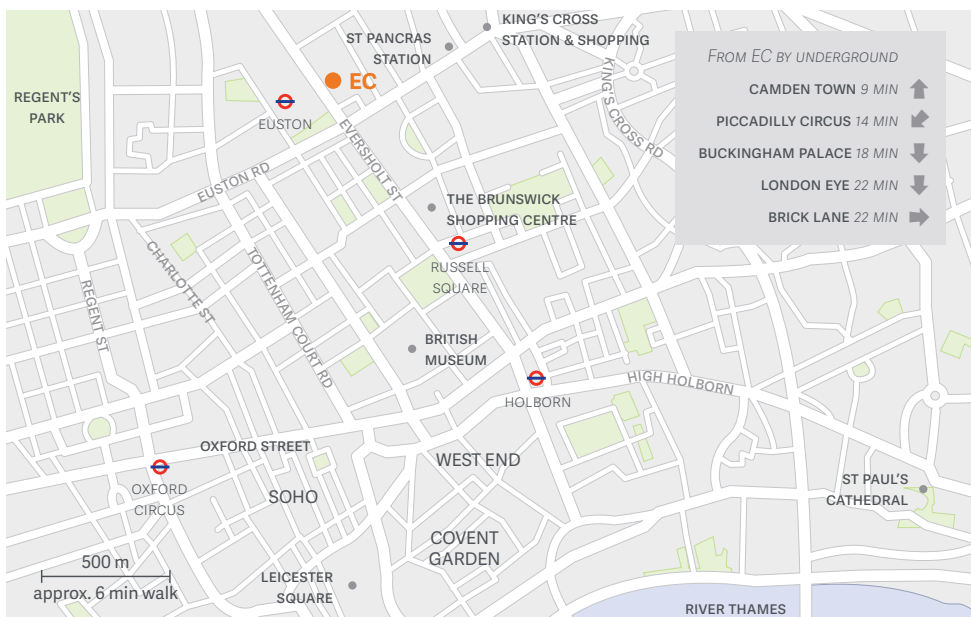 KING'S CROSS
STATION & SHOPPING
ST PANCRAS
STATION
EC
REGENT'S
PARK
EUSTON
EVERSHOLT ST
KING'S CROSS RD
EUSTON RD
FROM EC BY UNDERGROUND
CAMDEN TOWN 9 MIN
PICCADILLY CIRCUS 14 MIN
BUCKINGHAM PALACE 18 MIN
LONDON EYE 22 MIN
BRICK LANE 22 MIN
THE BRUNSWICK
SHOPPING CENTRE
RUSSELL
SQUARE
CHARLOTTE ST
TOTTENHAM COURT RD
REGENT ST
BRITISH
MUSEUM
HOLBORN
HIGH HOLBORN
OXFORD STREET
WEST END
OXFORD
CIRCUS
SOHO
ST PAUL'S
CATHEDRAL
COVENT
GARDEN
500 m
approx. 6 min walk
LEICESTER
SQUARE
RIVER THAMES